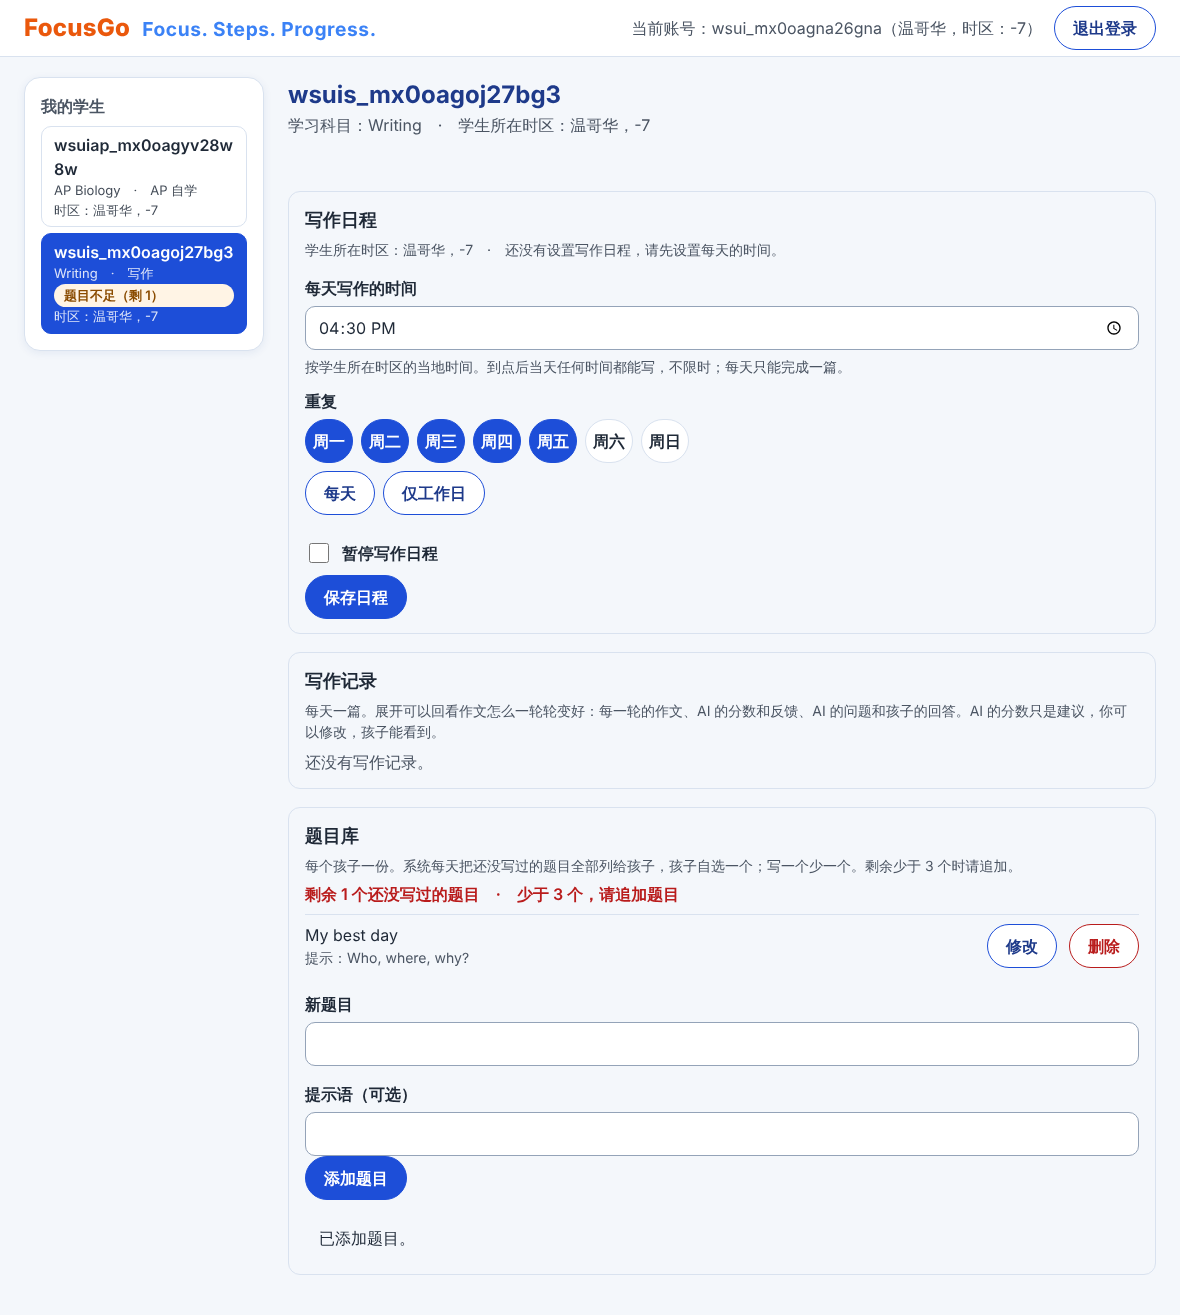 FocusGo Focus. Steps. Progress.
当前账号：wsui_mx0oagna26gna（温哥华，时区：-7）
退出登录
我的学生
wsuiap_mx0oagyv28w
8w
AP Biology · AP 自学
时区：温哥华，-7
wsuis_mx0oagoj27bg3
Writing · 写作
题目不足（剩 1）
时区：温哥华，-7
wsuis_mx0oagoj27bg3
学习科目：Writing · 学生所在时区：温哥华，-7
写作日程
学生所在时区：温哥华，-7 · 还没有设置写作日程，请先设置每天的时间。
每天写作的时间
04:30 PM
按学生所在时区的当地时间。到点后当天任何时间都能写，不限时；每天只能完成一篇。
重复
周一 周二 周三 周四 周五 周六 周日
每天 仅工作日
暂停写作日程
保存日程
写作记录
每天一篇。展开可以回看作文怎么一轮轮变好：每一轮的作文、AI 的分数和反馈、AI 的问题和孩子的回答。AI 的分数只是建议，你可
以修改，孩子能看到。
还没有写作记录。
题目库
每个孩子一份。系统每天把还没写过的题目全部列给孩子，孩子自选一个；写一个少一个。剩余少于 3 个时请追加。
剩余 1 个还没写过的题目 · 少于 3 个，请追加题目
My best day
提示：Who, where, why?
修改 删除
新题目
提示语（可选）
添加题目
已添加题目。